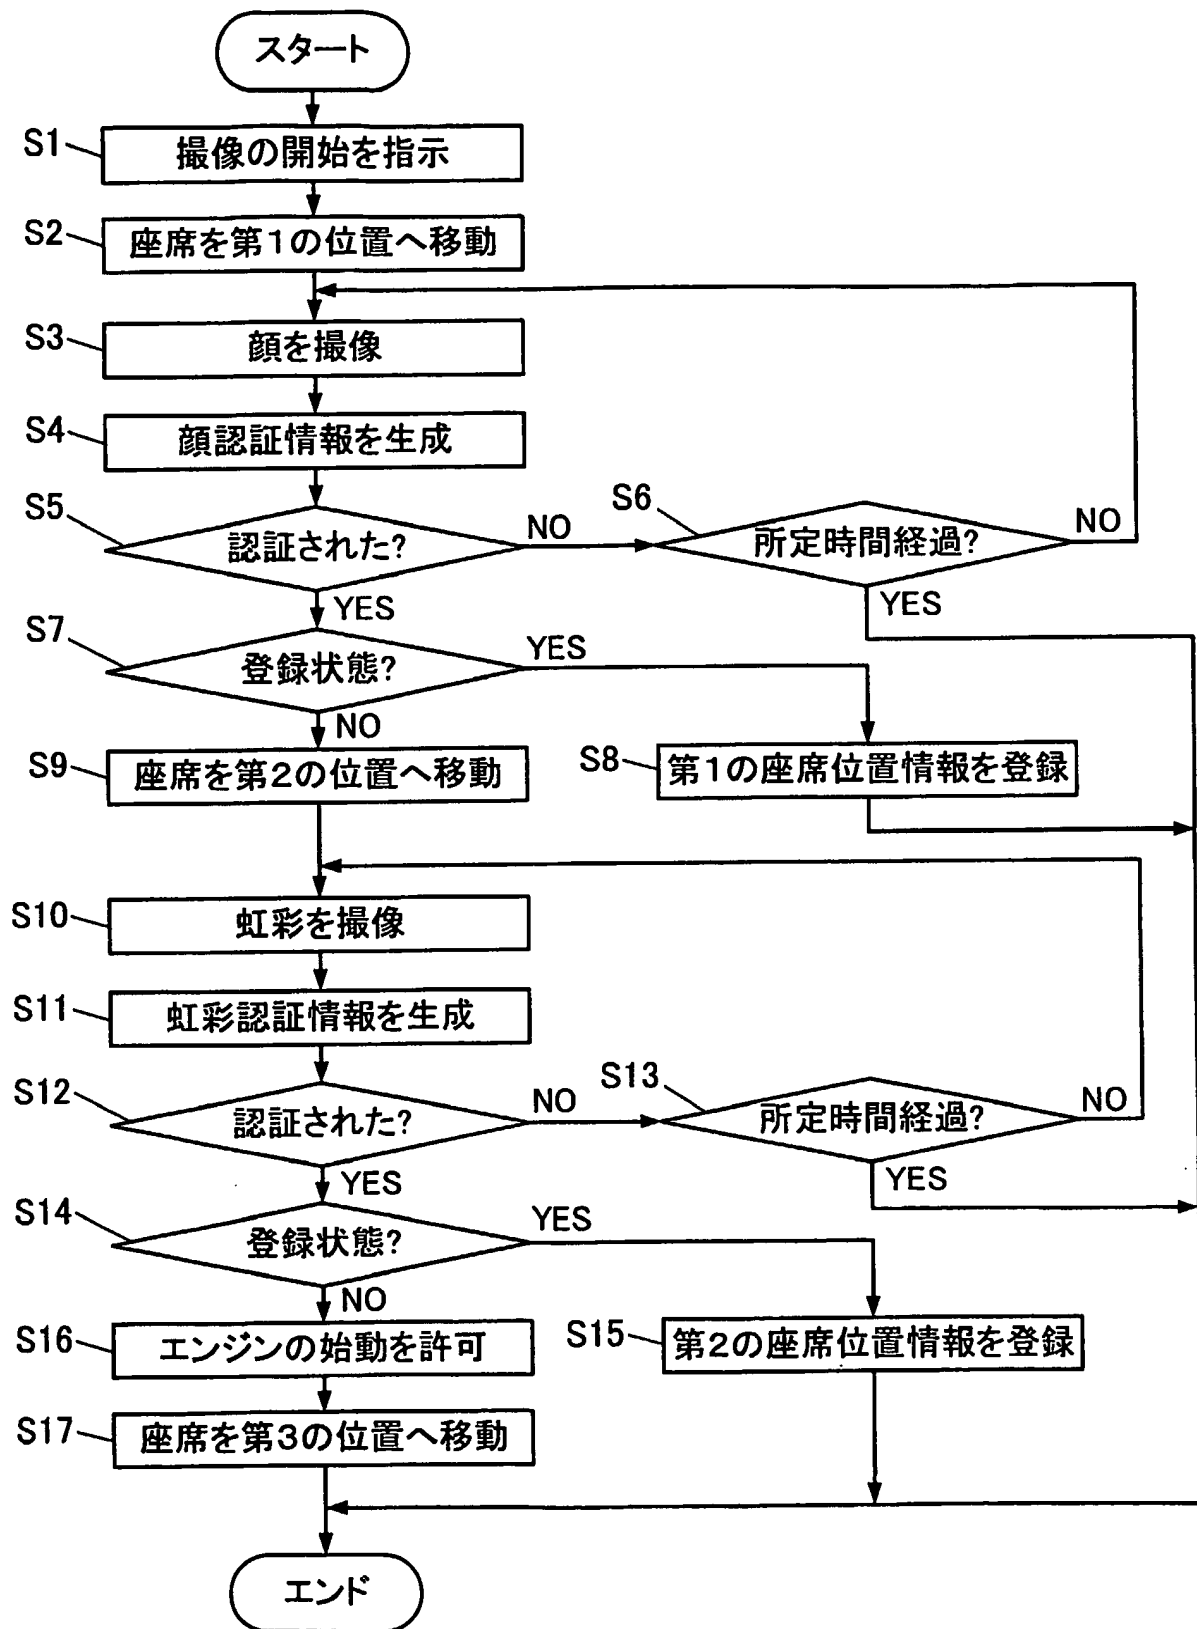 スタート
S1
撮像の開始を指示
S2
座席を第1の位置へ移動
S3
顔を撮像
S4
顔認証情報を生成
S5
認証された?
NO
S6
所定時間経過?
NO
YES
YES
S7
登録状態?
YES
NO
S8
第1の座席位置情報を登録
S9
座席を第2の位置へ移動
S10
虹彩を撮像
S11
虹彩認証情報を生成
S12
認証された?
NO
S13
所定時間経過?
NO
YES
YES
S14
登録状態?
YES
NO
S15
第2の座席位置情報を登録
S16
エンジンの始動を許可
S17
座席を第3の位置へ移動
エンド